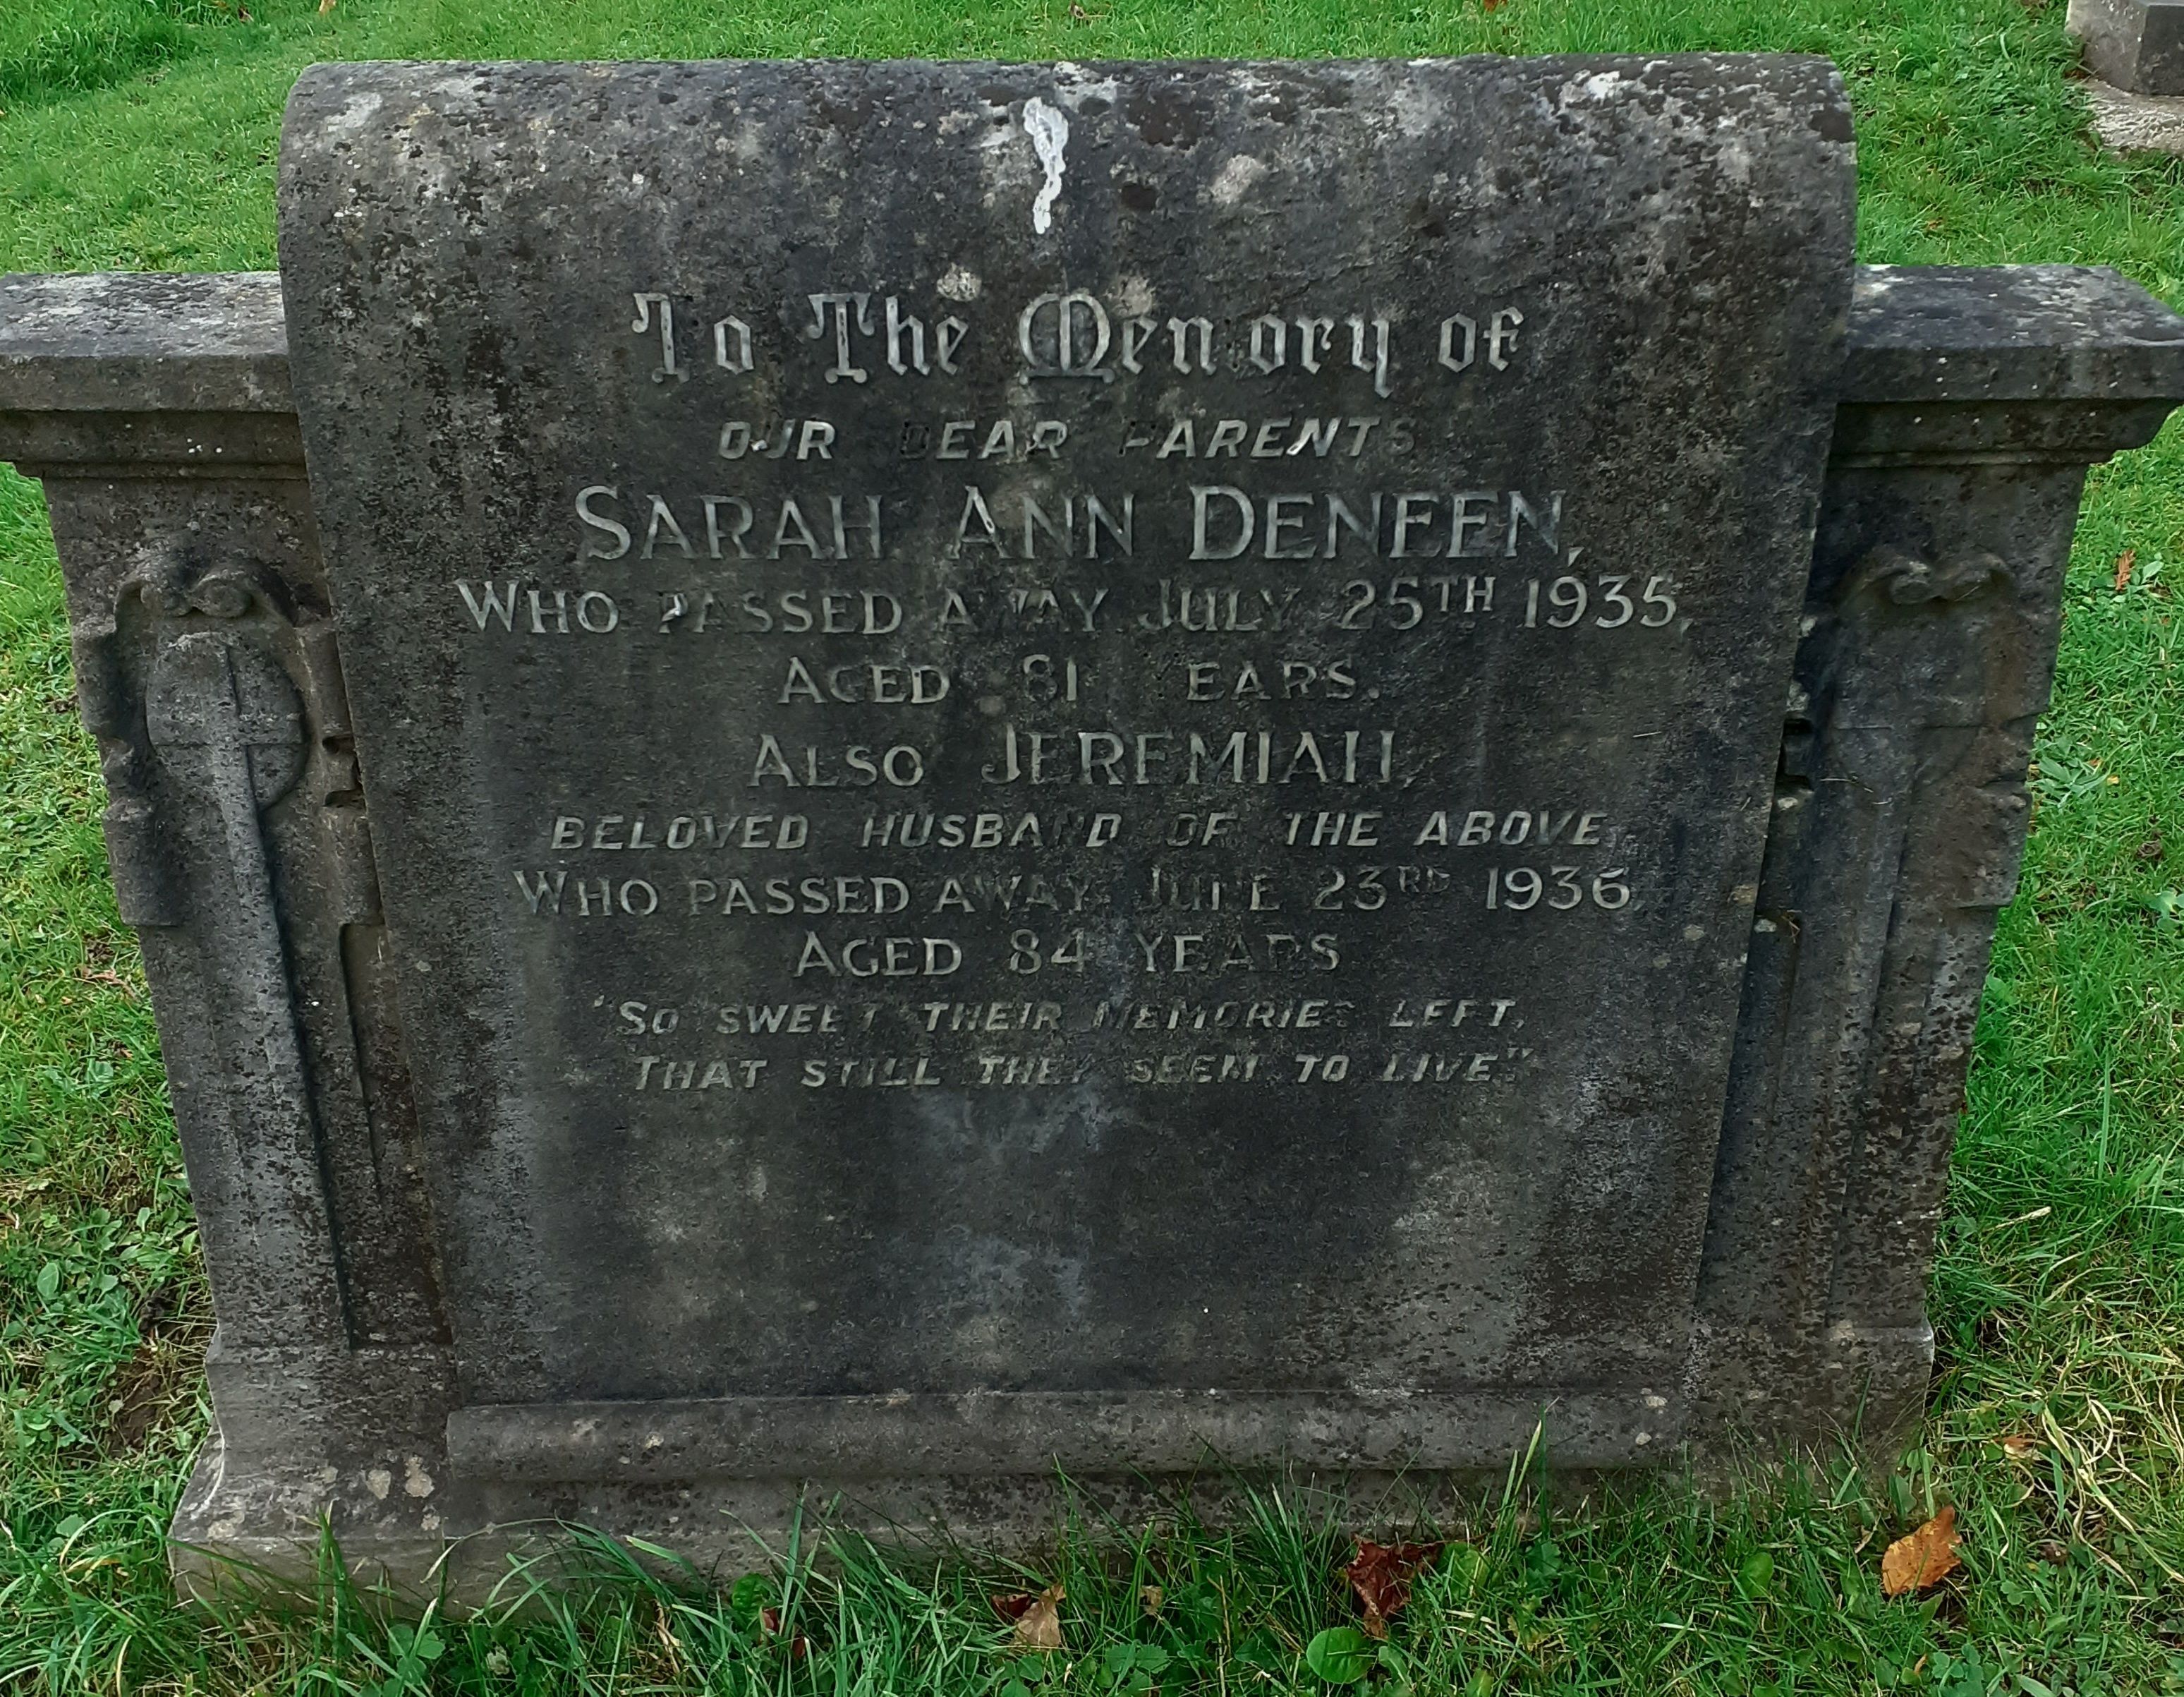 To The Memory of
OUR DEAR PARENTS
SARAH ANN DENEEN,
WHO PASSED AWAY JULY 25TH 1935,
AGED 81 YEARS.
ALSO JEREMIAH,
BELOVED HUSBAND OF THE ABOVE,
WHO PASSED AWAY JUNE 23RD 1936
AGED 84 YEARS
"SO SWEET THEIR MEMORIES LEFT,
THAT STILL THEY SEEM TO LIVE."